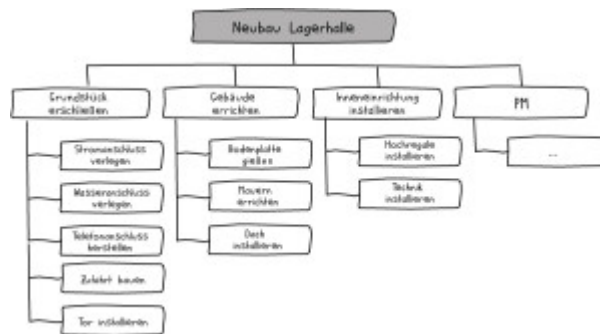 Neubau Lagerhalle
Grundstück
erschließen
Gebäude
errichten
Inneneinrichtung
installieren
PM
Stromanschluss
verlegen
Wasseranschluss
verlegen
Telefonanschluss
herstellen
Zufahrt bauen
Tor installieren
Bodenplatte
gießen
Mauern
errichten
Dach
installieren
Hochregale
installieren
Technik
installieren
...